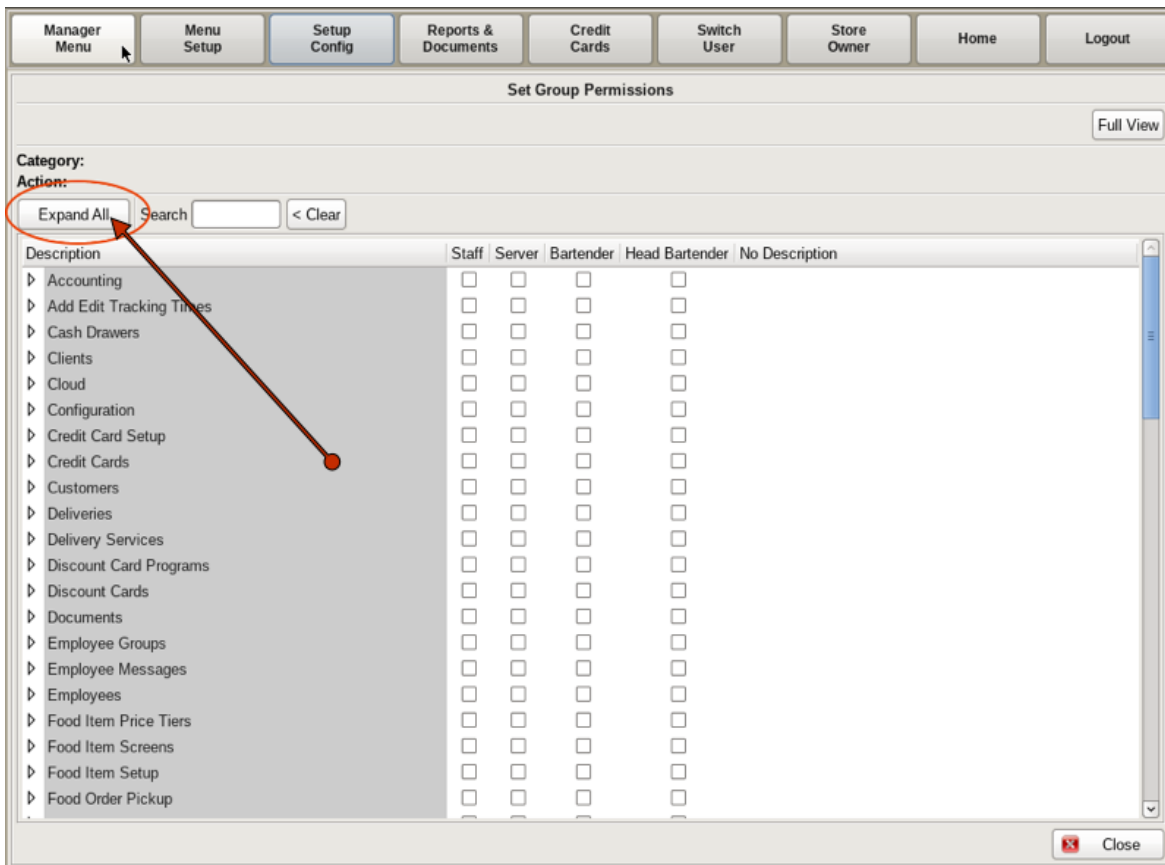 Manager Menu Menu Setup Setup Config Reports & Documents Credit Cards Switch User Store Owner Home Logout
Set Group Permissions
Full View
Category:
Action:
Expand All Search < Clear
Description Staff Server Bartender Head Bartender No Description
Accounting
Add Edit Tracking Times
Cash Drawers
Clients
Cloud
Configuration
Credit Card Setup
Credit Cards
Customers
Deliveries
Delivery Services
Discount Card Programs
Discount Cards
Documents
Employee Groups
Employee Messages
Employees
Food Item Price Tiers
Food Item Screens
Food Item Setup
Food Order Pickup
Close